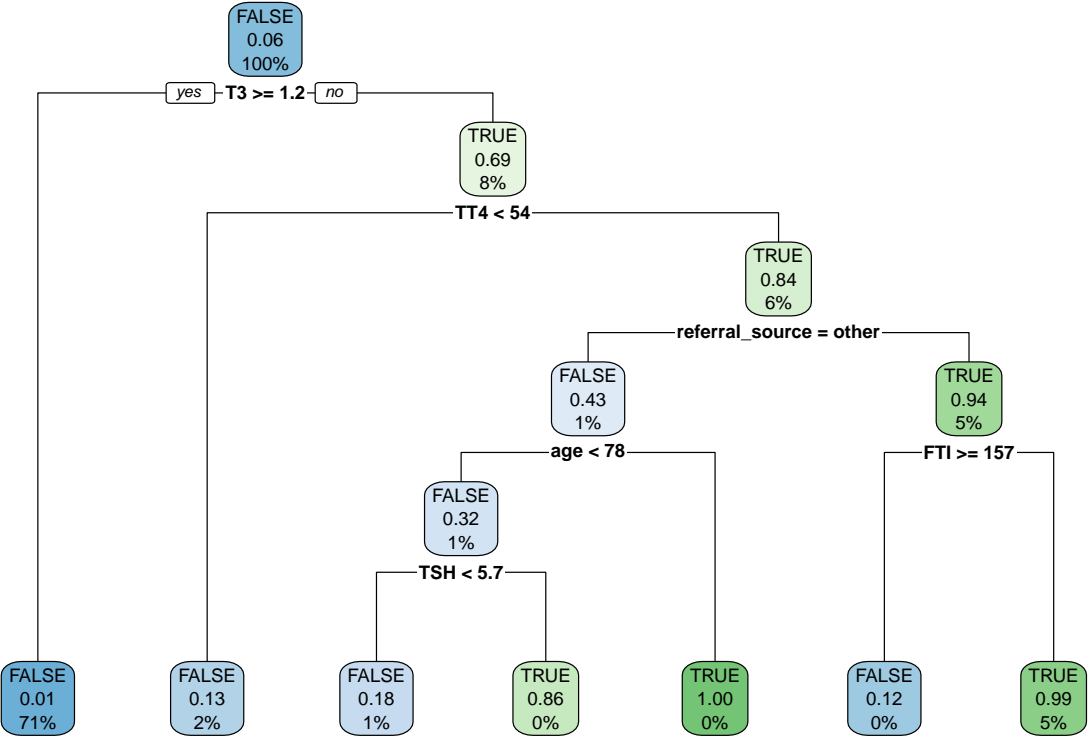 FALSE
0.06
100%
yes
T3 >= 1.2
no
TRUE
0.69
8%
TT4 < 54
TRUE
0.84
6%
referral_source = other
FALSE
0.43
1%
TRUE
0.94
5%
age < 78
FTI >= 157
FALSE
0.32
1%
TSH < 5.7
FALSE
0.01
71%
FALSE
0.13
2%
FALSE
0.18
1%
TRUE
0.86
0%
TRUE
1.00
0%
FALSE
0.12
0%
TRUE
0.99
5%